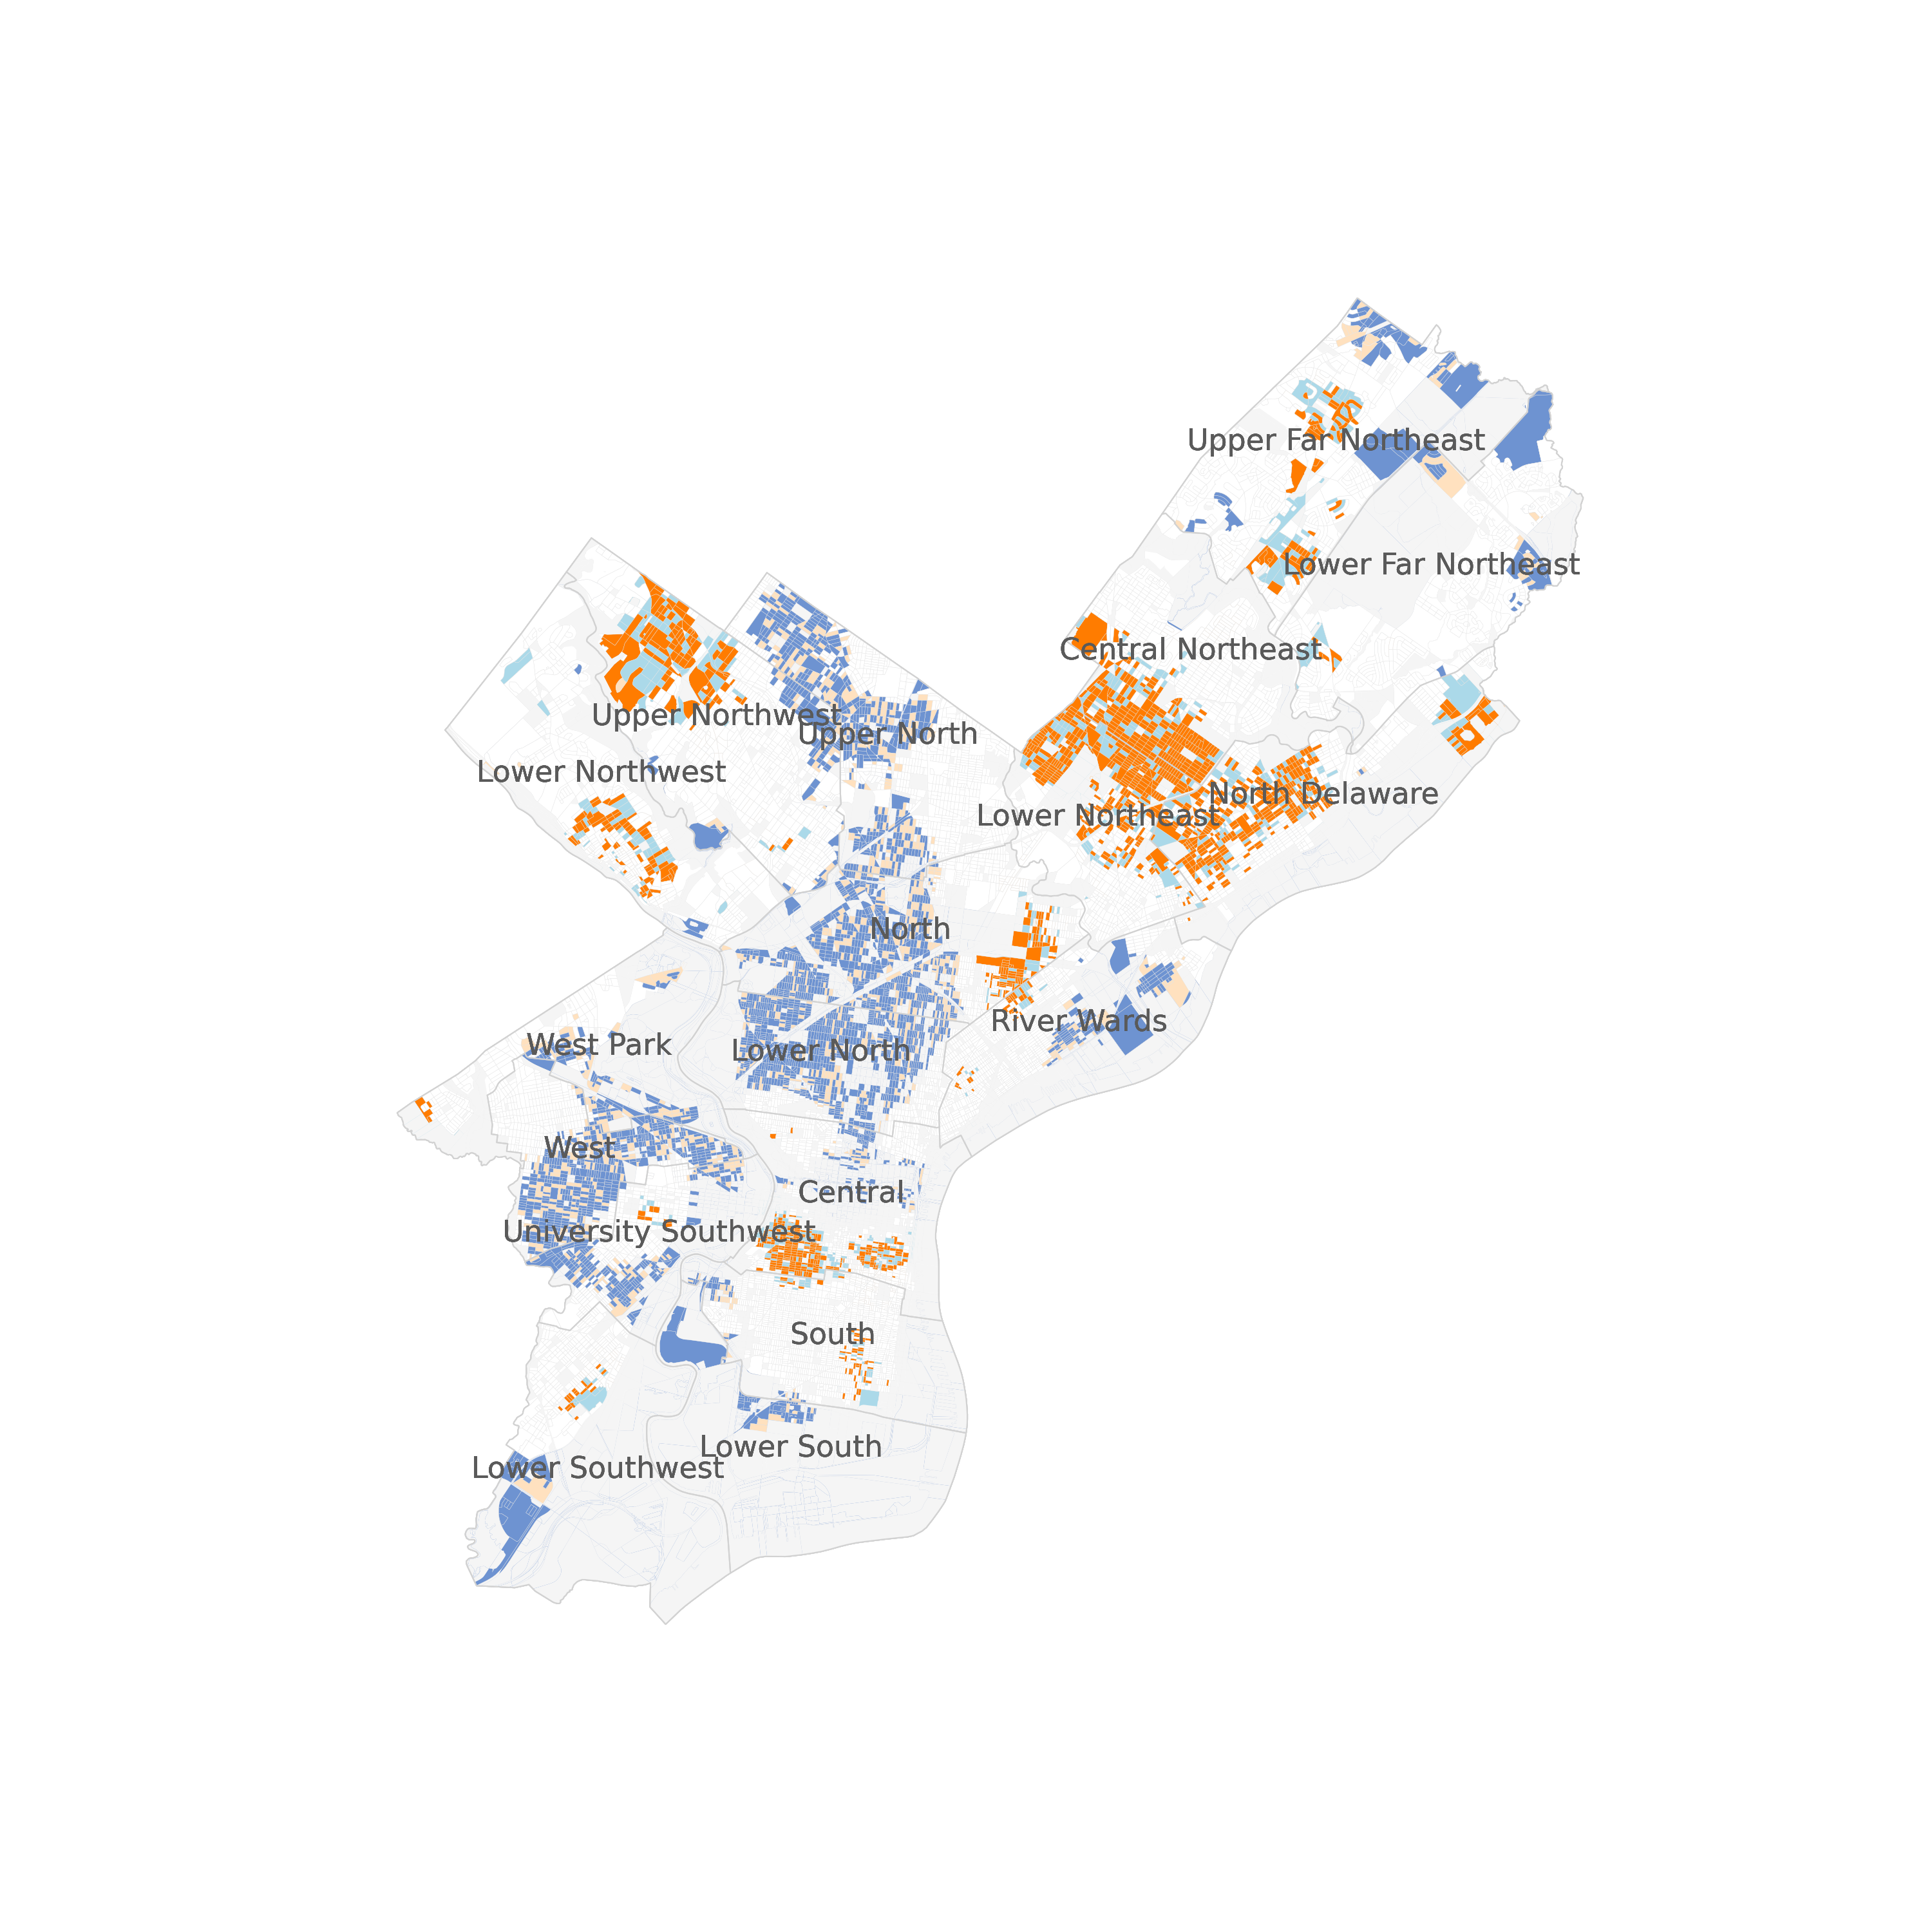 Upper Far Northeast
Lower Far Northeast
Central Northeast
Upper Northwest
Upper North
Lower Northwest
North Delaware
Lower Northeast
North
River Wards
West Park
Lower North
West
Central
University Southwest
South
Lower South
Lower Southwest